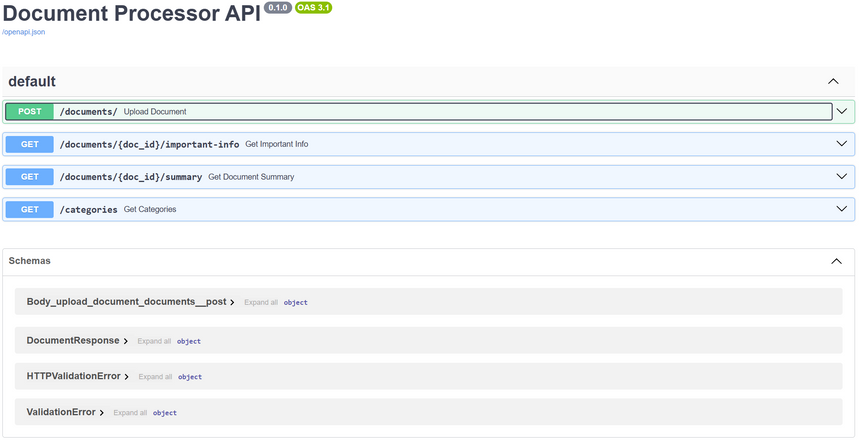 Document Processor API 0.1.0 OAS 3.1
/openapi.json
default
POST /documents/ Upload Document
GET /documents/{doc_id}/important-info Get Important Info
GET /documents/{doc_id}/summary Get Document Summary
GET /categories Get Categories
Schemas
Body_upload_document_documents__post Expand all object
DocumentResponse Expand all object
HTTPValidationError Expand all object
ValidationError Expand all object